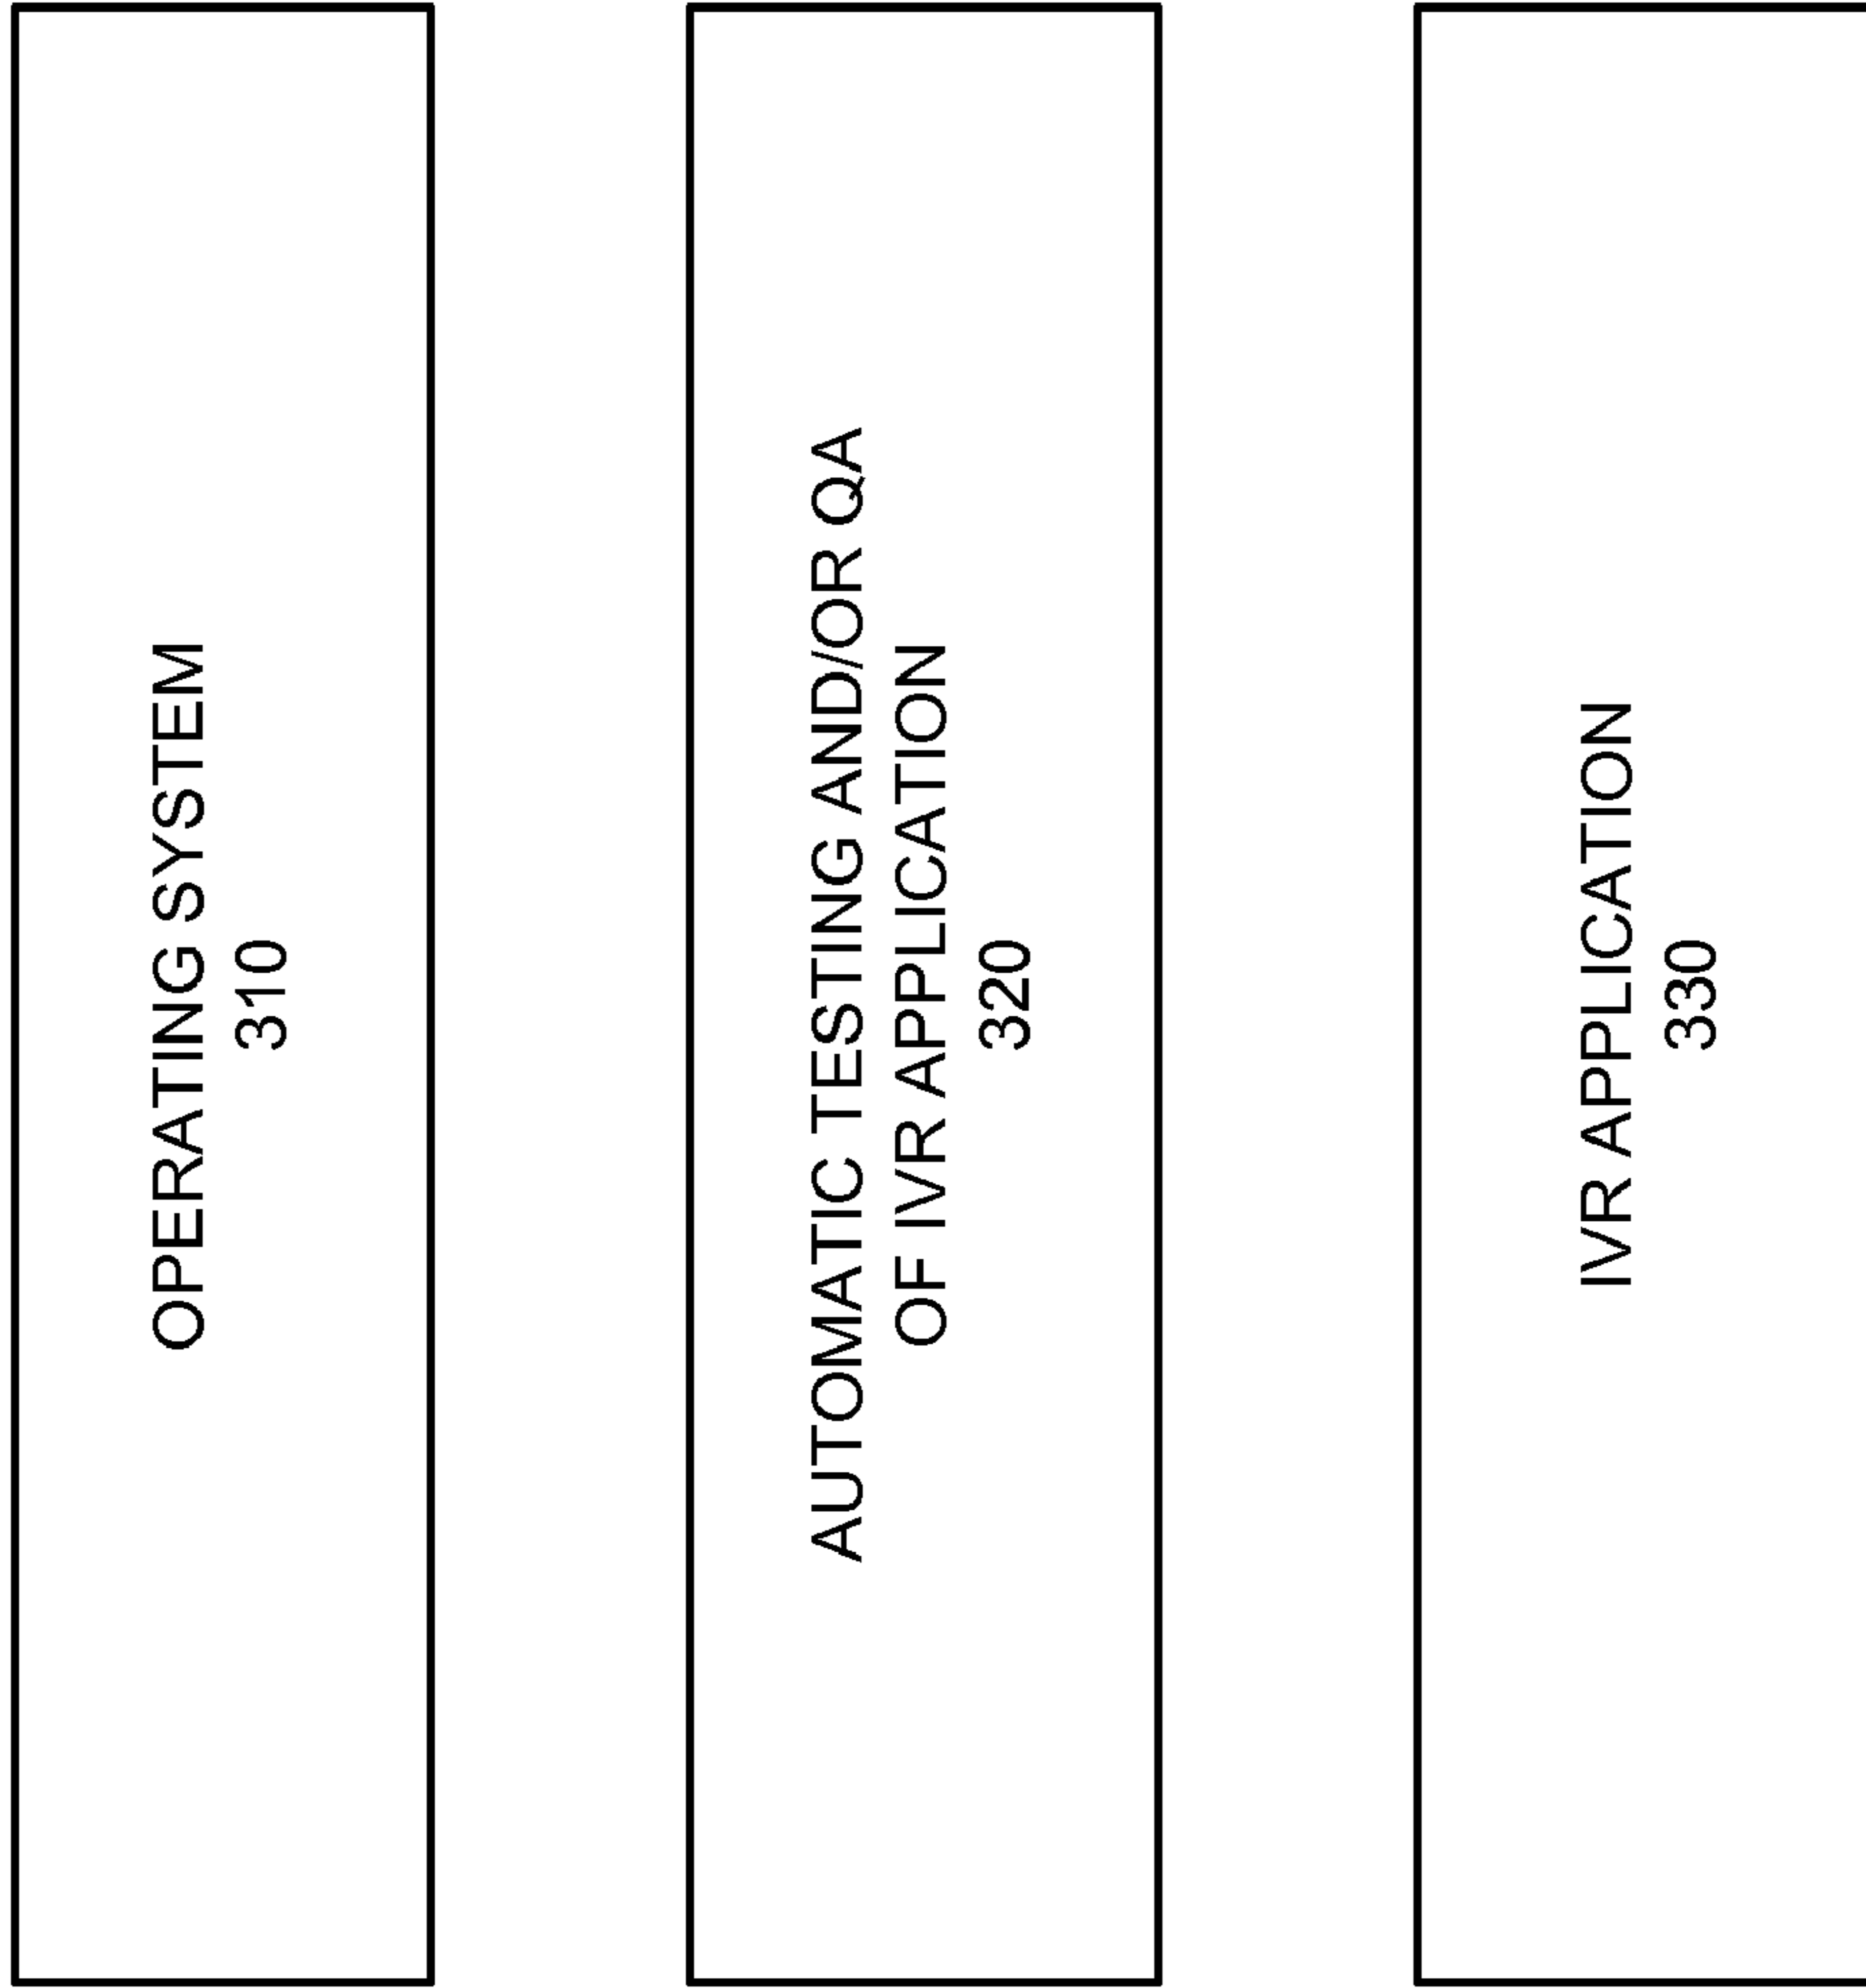 OPERATING SYSTEM
310
AUTOMATIC TESTING AND/OR QA
OF IVR APPLICATION
320
IVR APPLICATION
330